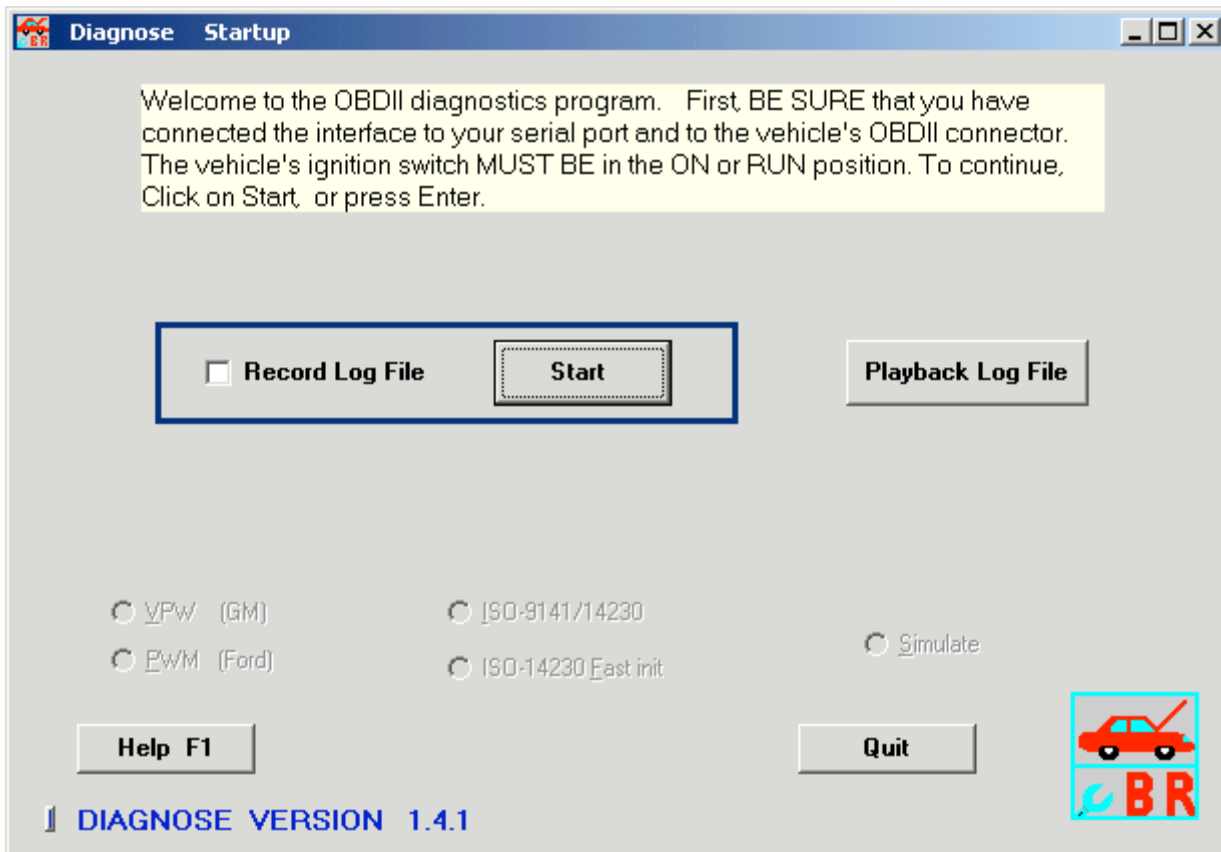 Diagnose Startup
Welcome to the OBDII diagnostics program. First, BE SURE that you have
connected the interface to your serial port and to the vehicle's OBDII connector.
The vehicle's ignition switch MUST BE in the ON or RUN position. To continue,
Click on Start, or press Enter.
Record Log File
Start
Playback Log File
VPW (GM)
ISO-9141/14230
Simulate
PWM (Ford)
ISO-14230 Fast init
Help F1
Quit
BR
DIAGNOSE VERSION 1.4.1